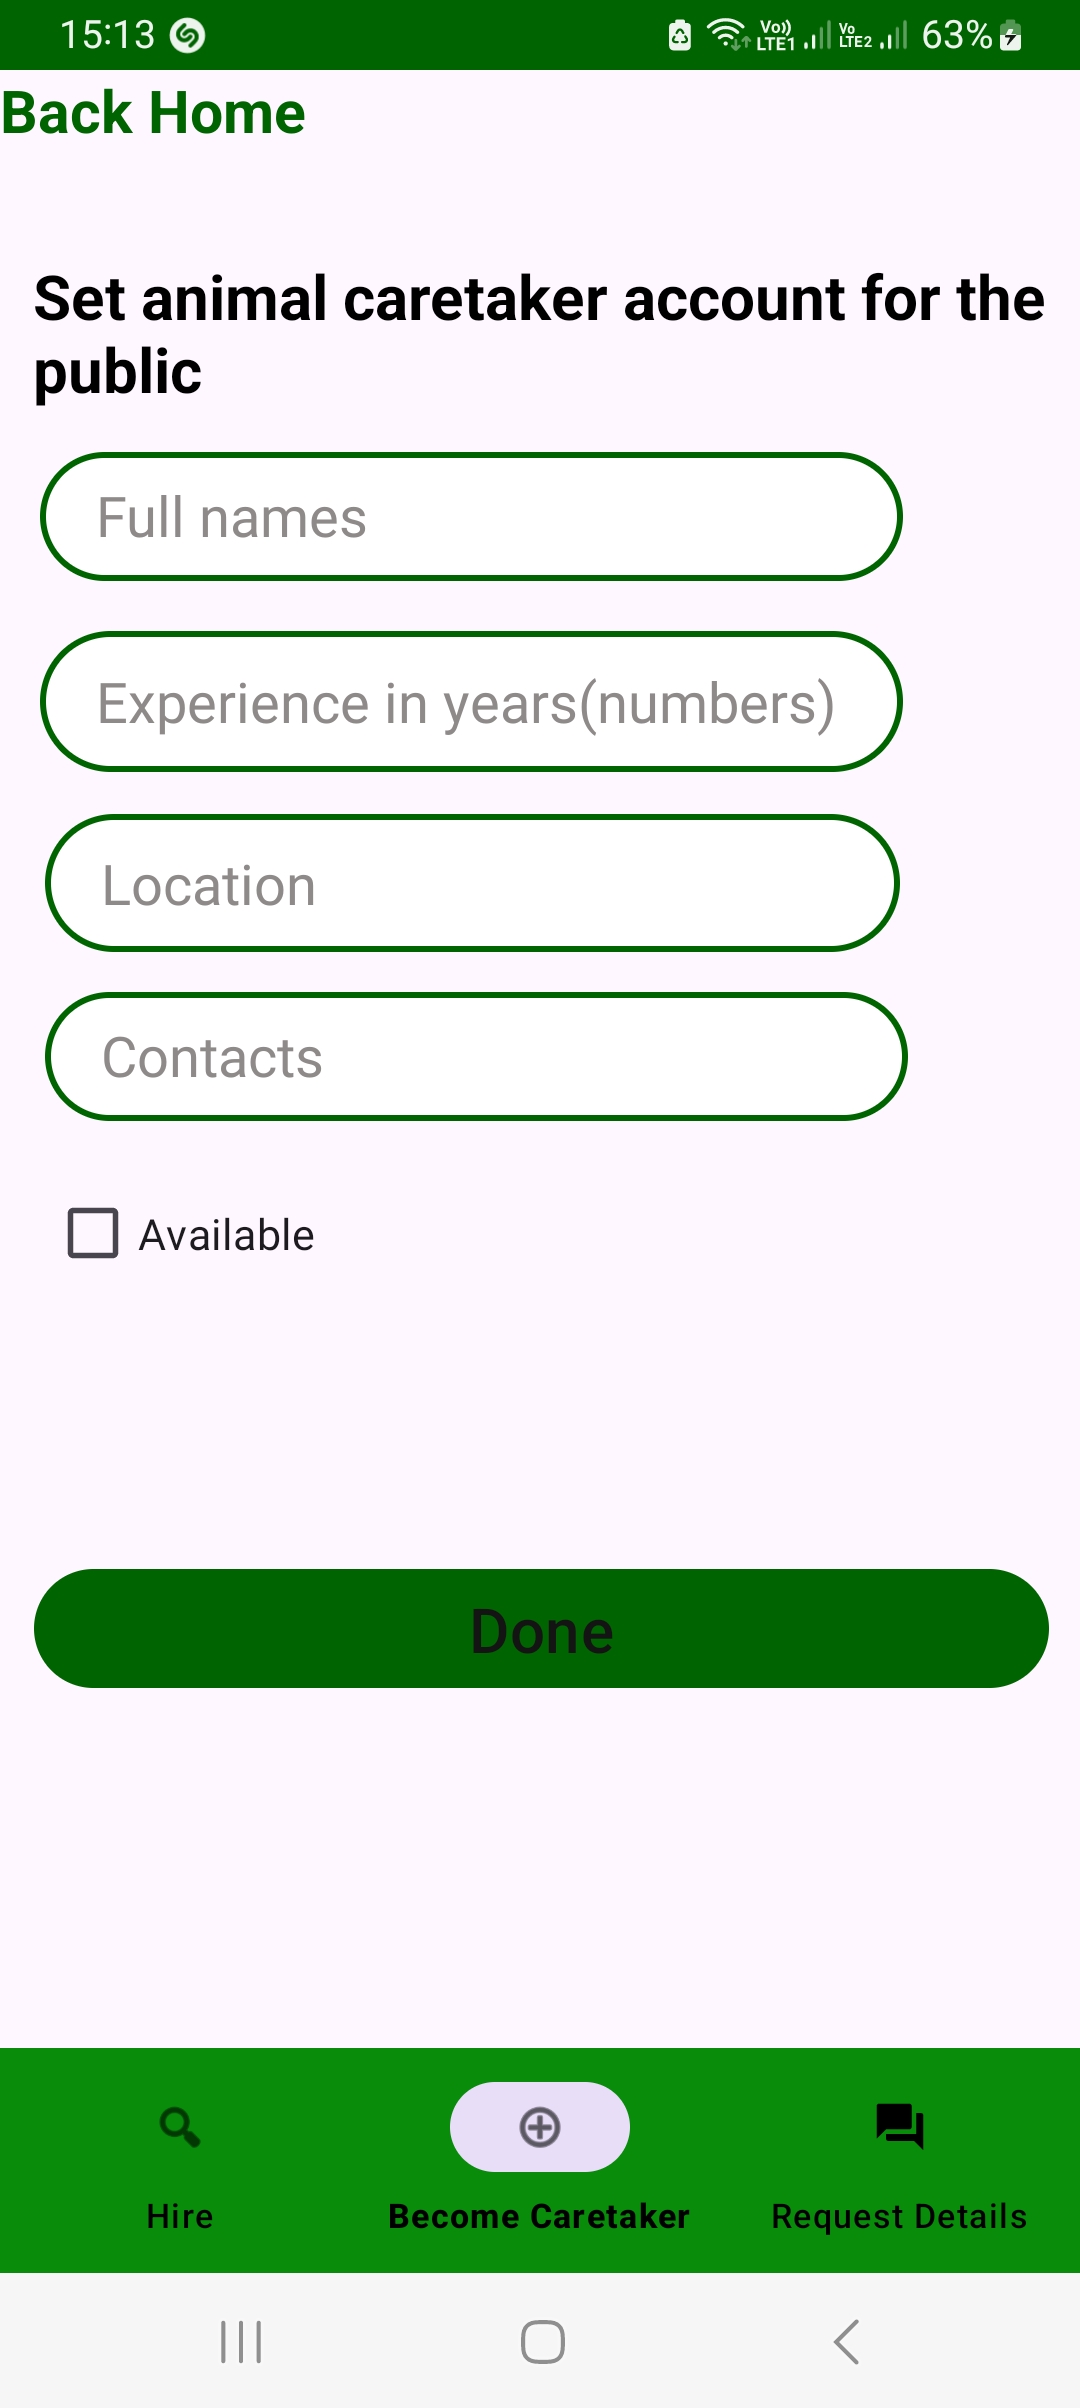 15:13 Vo)) LTE1 Vo LTE2 63%
Back Home
Set animal caretaker account for the
public
Full names
Experience in years(numbers)
Location
Contacts
Available
Done
Hire Become Caretaker Request Details